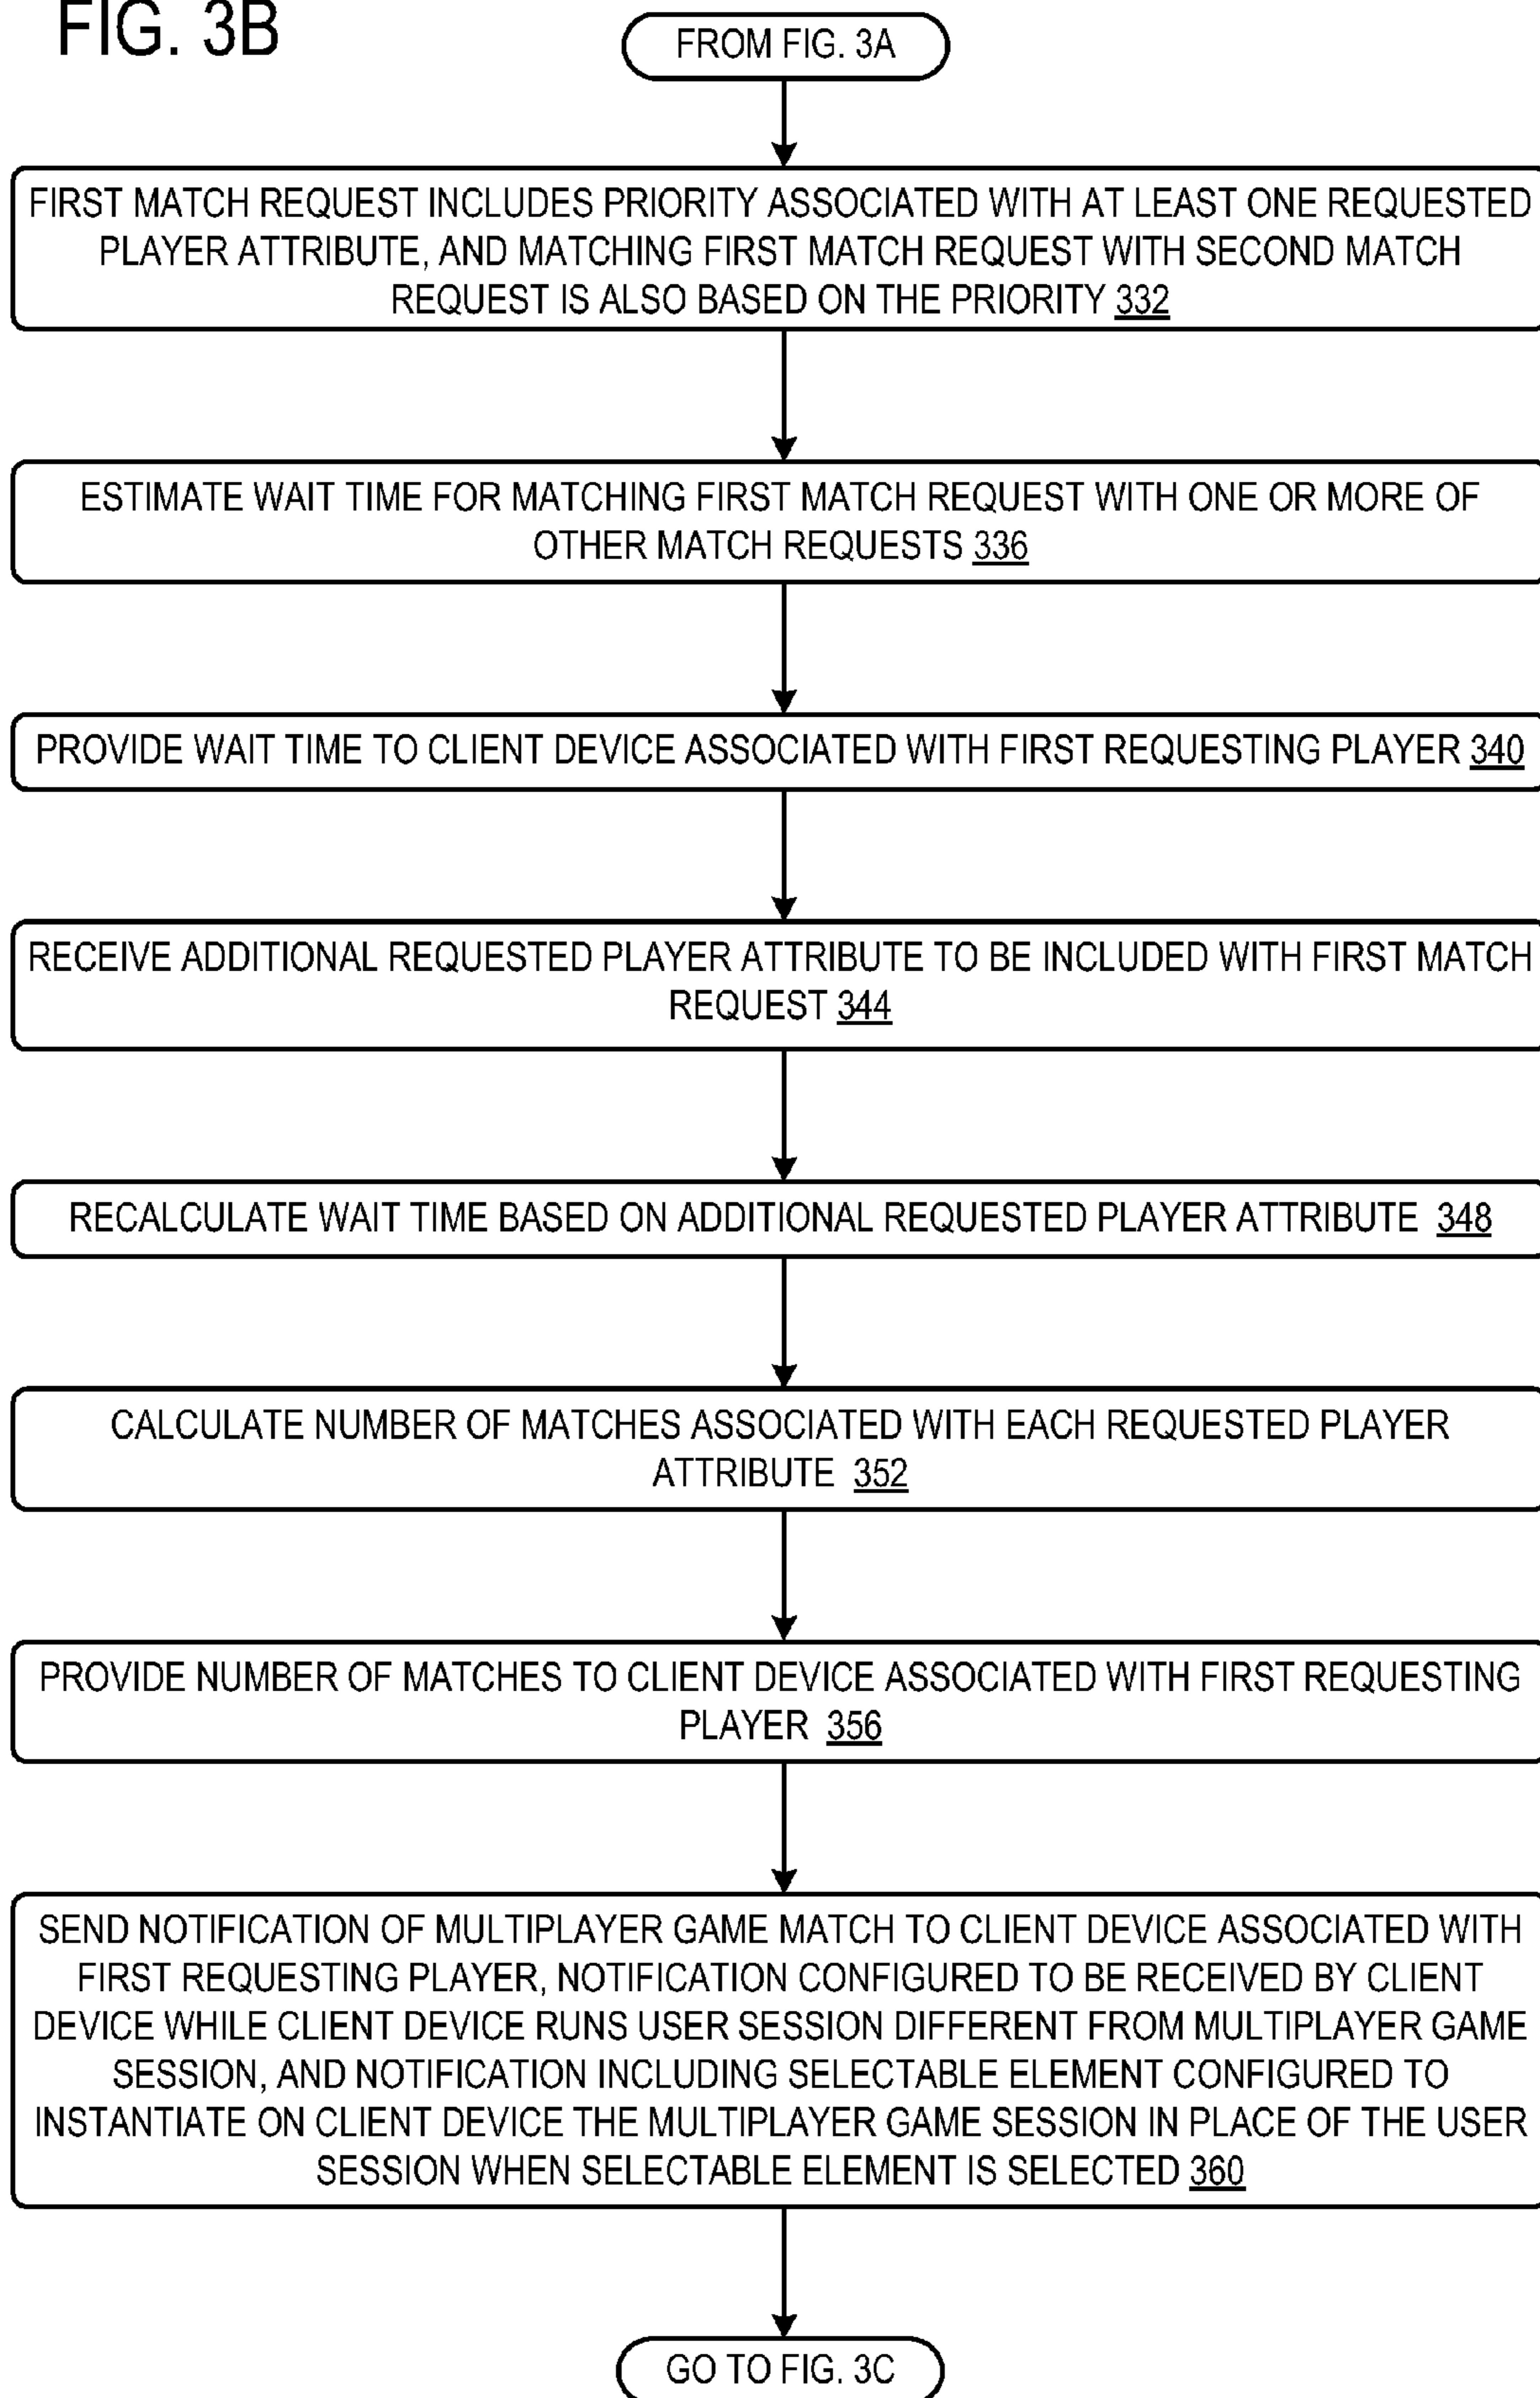 FIG. 3B
FROM FIG. 3A
FIRST MATCH REQUEST INCLUDES PRIORITY ASSOCIATED WITH AT LEAST ONE REQUESTED
PLAYER ATTRIBUTE, AND MATCHING FIRST MATCH REQUEST WITH SECOND MATCH
REQUEST IS ALSO BASED ON THE PRIORITY 332
ESTIMATE WAIT TIME FOR MATCHING FIRST MATCH REQUEST WITH ONE OR MORE OF
OTHER MATCH REQUESTS 336
PROVIDE WAIT TIME TO CLIENT DEVICE ASSOCIATED WITH FIRST REQUESTING PLAYER 340
RECEIVE ADDITIONAL REQUESTED PLAYER ATTRIBUTE TO BE INCLUDED WITH FIRST MATCH
REQUEST 344
RECALCULATE WAIT TIME BASED ON ADDITIONAL REQUESTED PLAYER ATTRIBUTE 348
CALCULATE NUMBER OF MATCHES ASSOCIATED WITH EACH REQUESTED PLAYER
ATTRIBUTE 352
PROVIDE NUMBER OF MATCHES TO CLIENT DEVICE ASSOCIATED WITH FIRST REQUESTING
PLAYER 356
SEND NOTIFICATION OF MULTIPLAYER GAME MATCH TO CLIENT DEVICE ASSOCIATED WITH
FIRST REQUESTING PLAYER, NOTIFICATION CONFIGURED TO BE RECEIVED BY CLIENT
DEVICE WHILE CLIENT DEVICE RUNS USER SESSION DIFFERENT FROM MULTIPLAYER GAME
SESSION, AND NOTIFICATION INCLUDING SELECTABLE ELEMENT CONFIGURED TO
INSTANTIATE ON CLIENT DEVICE THE MULTIPLAYER GAME SESSION IN PLACE OF THE USER
SESSION WHEN SELECTABLE ELEMENT IS SELECTED 360
GO TO FIG. 3C